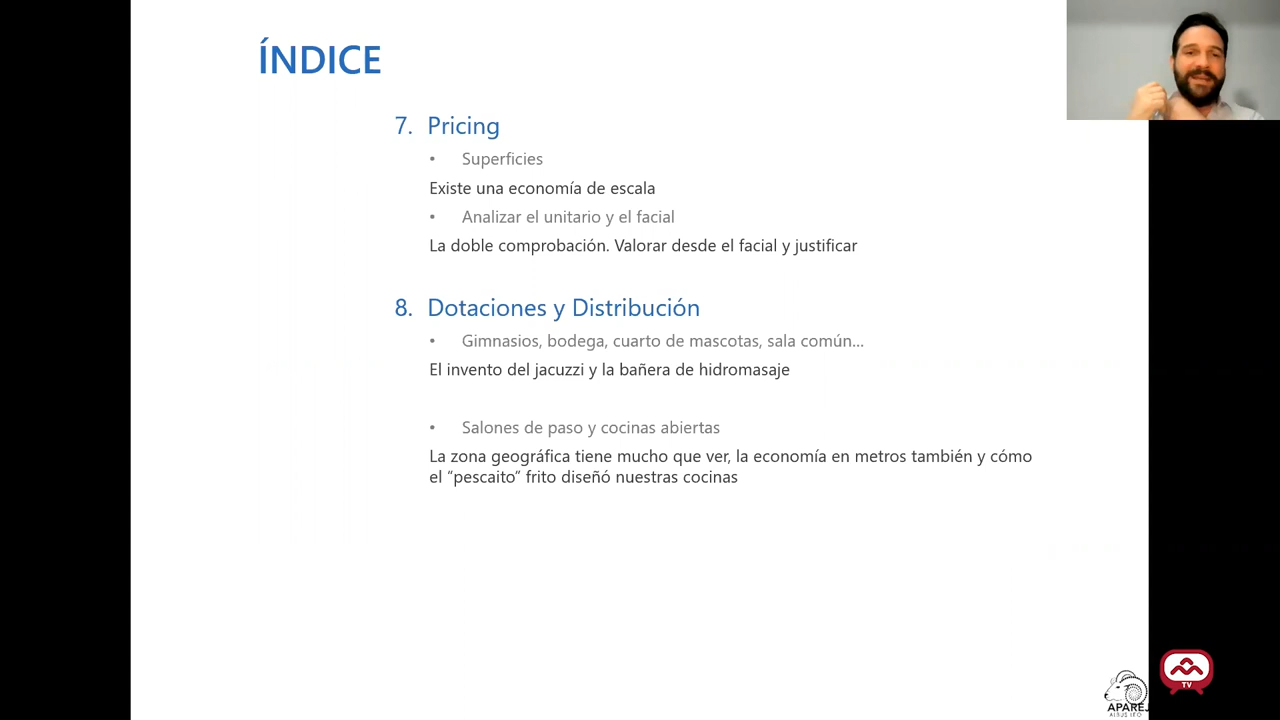 ÍNDICE
7. Pricing
• Superficies
Existe una economía de escala
• Analizar el unitario y el facial
La doble comprobación. Valorar desde el facial y justificar
8. Dotaciones y Distribución
• Gimnasios, bodega, cuarto de mascotas, sala común...
El invento del jacuzzi y la bañera de hidromasaje
• Salones de paso y cocinas abiertas
La zona geográfica tiene mucho que ver, la economía en metros también y cómo
el “pescaito” frito diseñó nuestras cocinas
APAREJ
TV